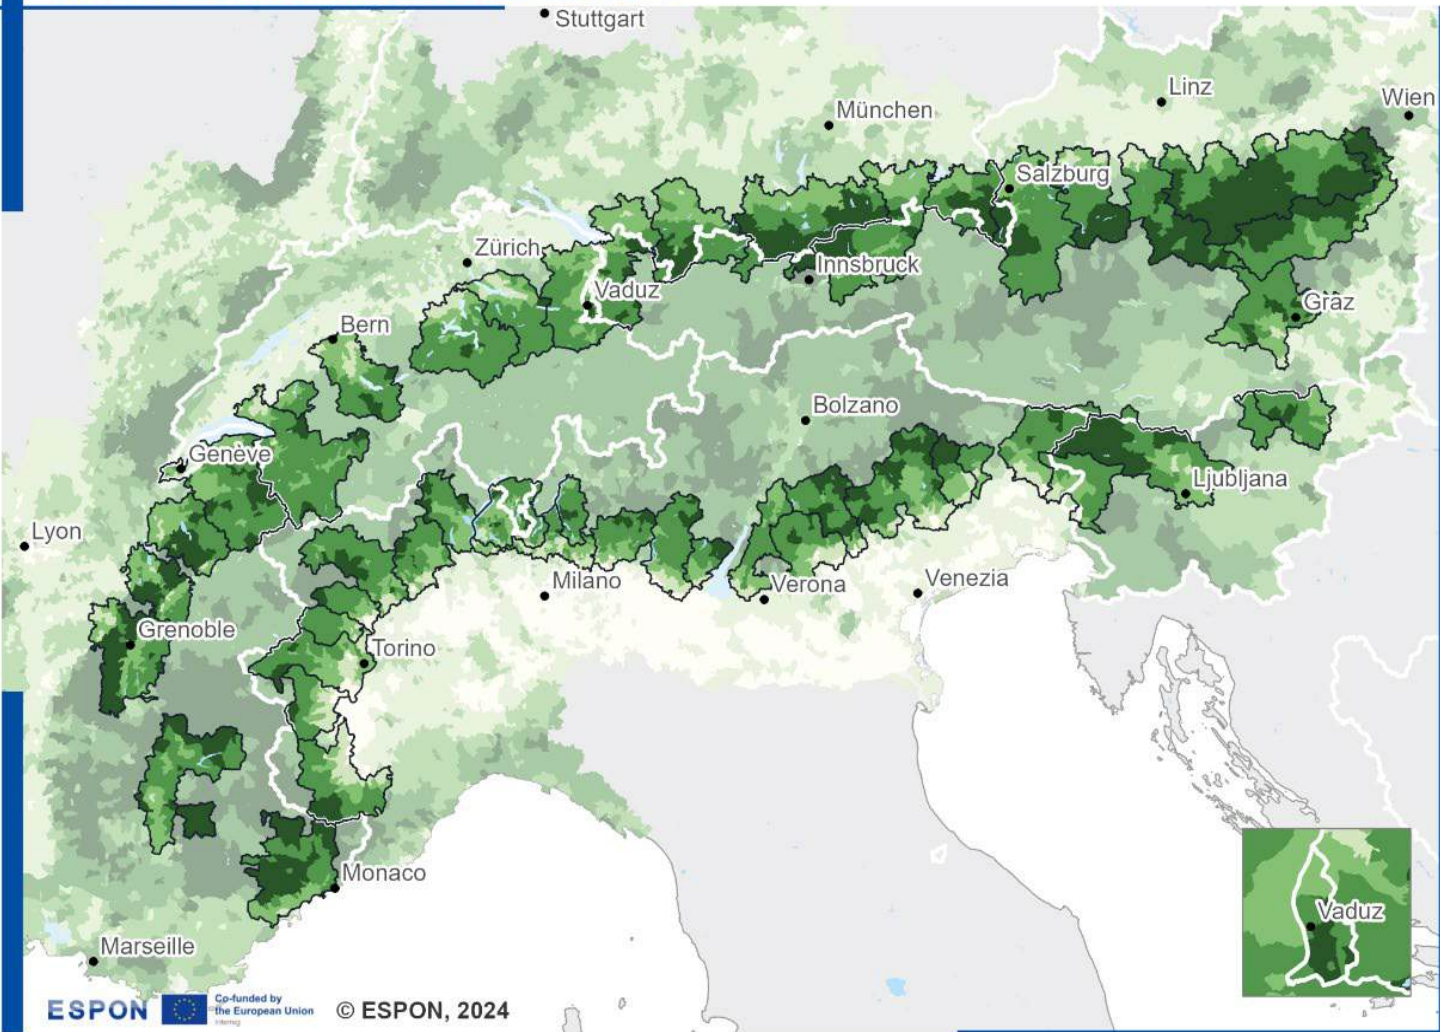 Stuttgart
Linz
Wien
München
Salzburg
Zürich
Innsbruck
Vaduz
Graz
Bern
Bolzano
Genève
Ljubljana
Lyon
Milano
Verona
Venezia
Grenoble
Torino
Monaco
Vaduz
Marseille
ESPON
Co-funded by
the European Union
Interreg
© ESPON, 2024